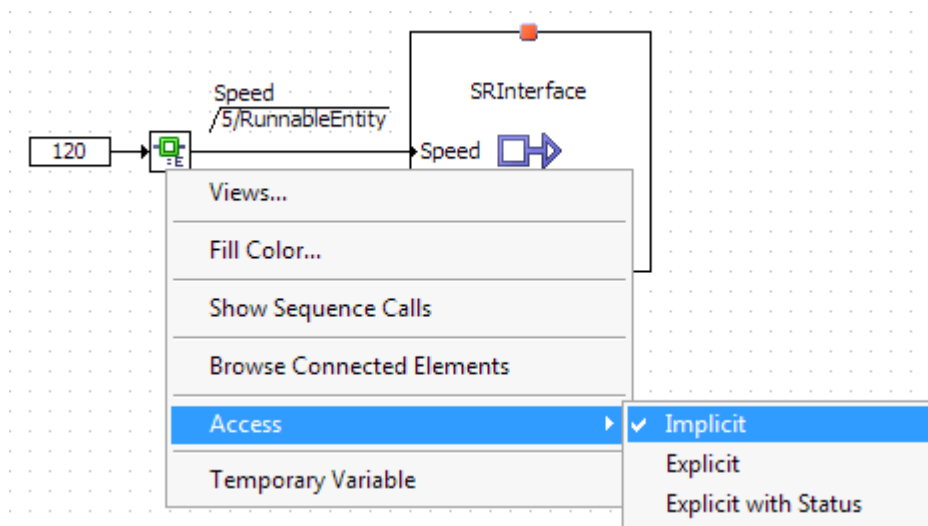 Speed
/5/RunnableEntity
SRInterface
120
E
Speed
Views...
Fill Color...
Show Sequence Calls
Browse Connected Elements
Access
Implicit
Explicit
Explicit with Status
Temporary Variable